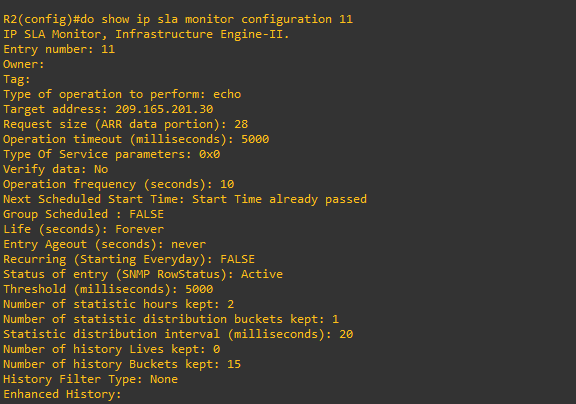 R2(config)#do show ip sla monitor configuration 11
IP SLA Monitor, Infrastructure Engine-II.
Entry number: 11
Owner:
Tag:
Type of operation to perform: echo
Target address: 209.165.201.30
Request size (ARR data portion): 28
Operation timeout (milliseconds): 5000
Type Of Service parameters: 0x0
Verify data: No
Operation frequency (seconds): 10
Next Scheduled Start Time: Start Time already passed
Group Scheduled : FALSE
Life (seconds): Forever
Entry Ageout (seconds): never
Recurring (Starting Everyday): FALSE
Status of entry (SNMP RowStatus): Active
Threshold (milliseconds): 5000
Number of statistic hours kept: 2
Number of statistic distribution buckets kept: 1
Statistic distribution interval (milliseconds): 20
Number of history Lives kept: 0
Number of history Buckets kept: 15
History Filter Type: None
Enhanced History: